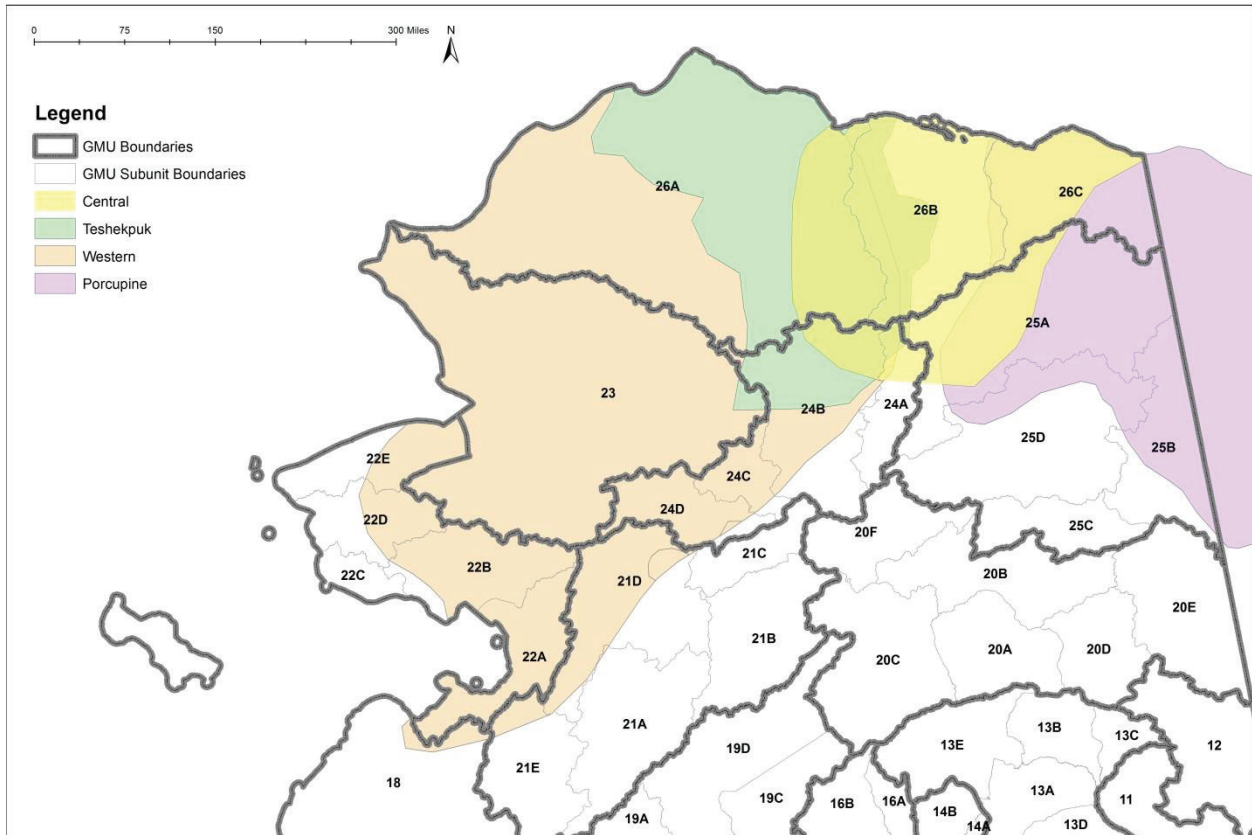 0 75 150 300 Miles
N
Legend
GMU Boundaries
GMU Subunit Boundaries
Central
Teshekpuk
Western
Porcupine
26A
26B
26C
25A
23
24B
24A
25D
25B
22E
24C
24D
22D
25C
20F
21C
22B
22C
21D
20B
20E
21B
22A
20C
20A
20D
21A
13B
13C
12
19D
13E
18
21E
13A
11
19C
16B
16A
14B
19A
14A
13D